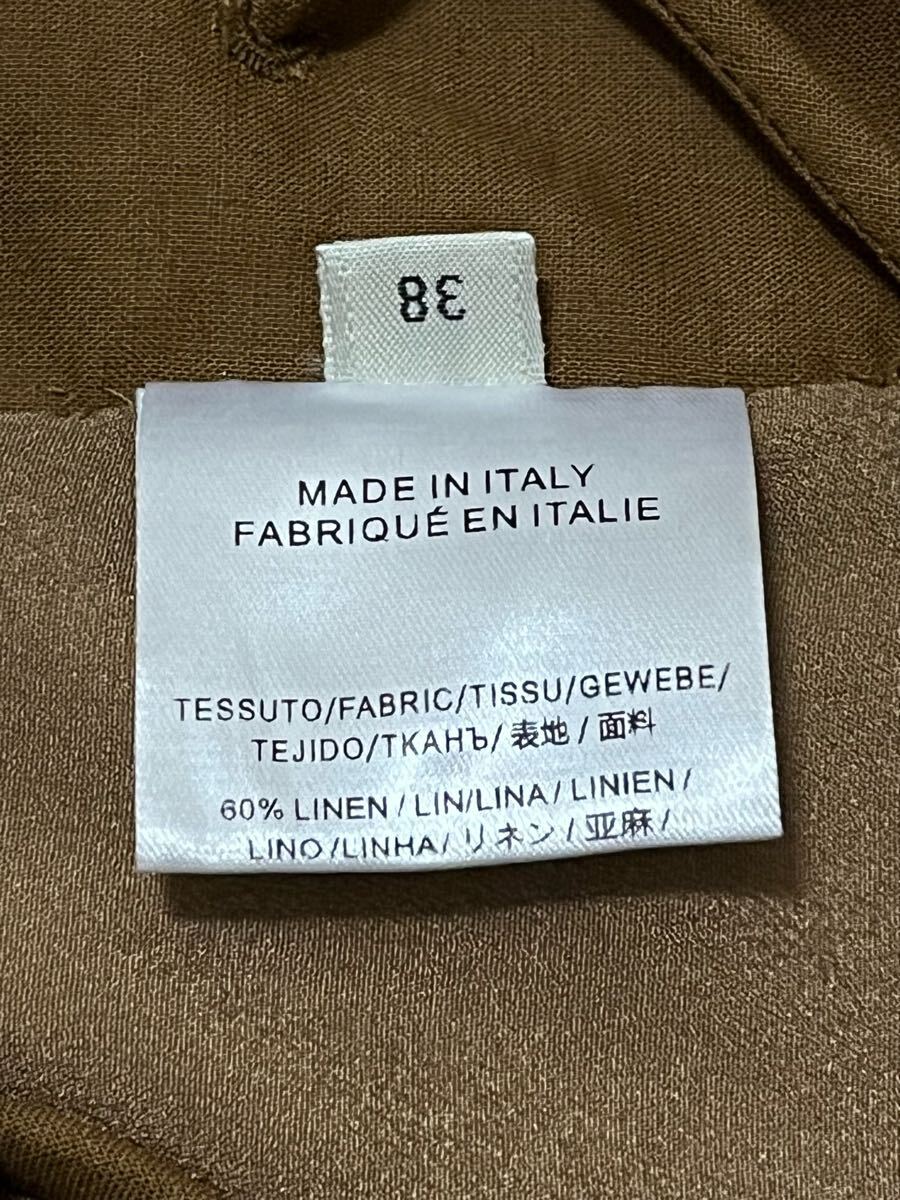 38
MADE IN ITALY
FABRIQUÉ EN ITALIE
TESSUTO/FABRIC/TISSU/GEWEBE/
TEJIDO/TKAHЪ/表地/面料
60% LINEN/LIN/LINA/LINIEN/
LINO/LINHA/リネン/亚麻/